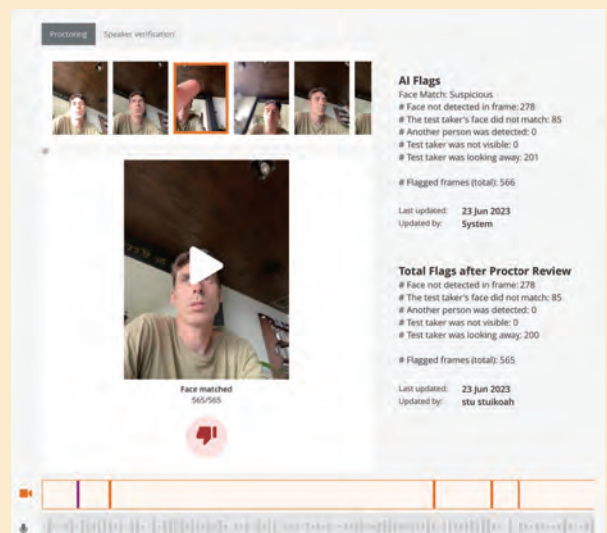 Proctoring
Speaker verification
AI Flags
Face Match: Suspicious
# Face not detected in frame: 278
# The test taker's face did not match: 85
# Another person was detected: 0
# Test taker was not visible: 0
# Test taker was looking away: 201
# Flagged frames (total): 566
Last updated: 23 Jun 2023
Updated by: System
Total Flags after Proctor Review
# Face not detected in frame: 278
# The test taker's face did not match: 85
# Another person was detected: 0
# Test taker was not visible: 0
# Test taker was looking away: 200
# Flagged frames (total): 565
Last updated: 23 Jun 2023
Updated by: stu stuikoah
Face matched
565/565